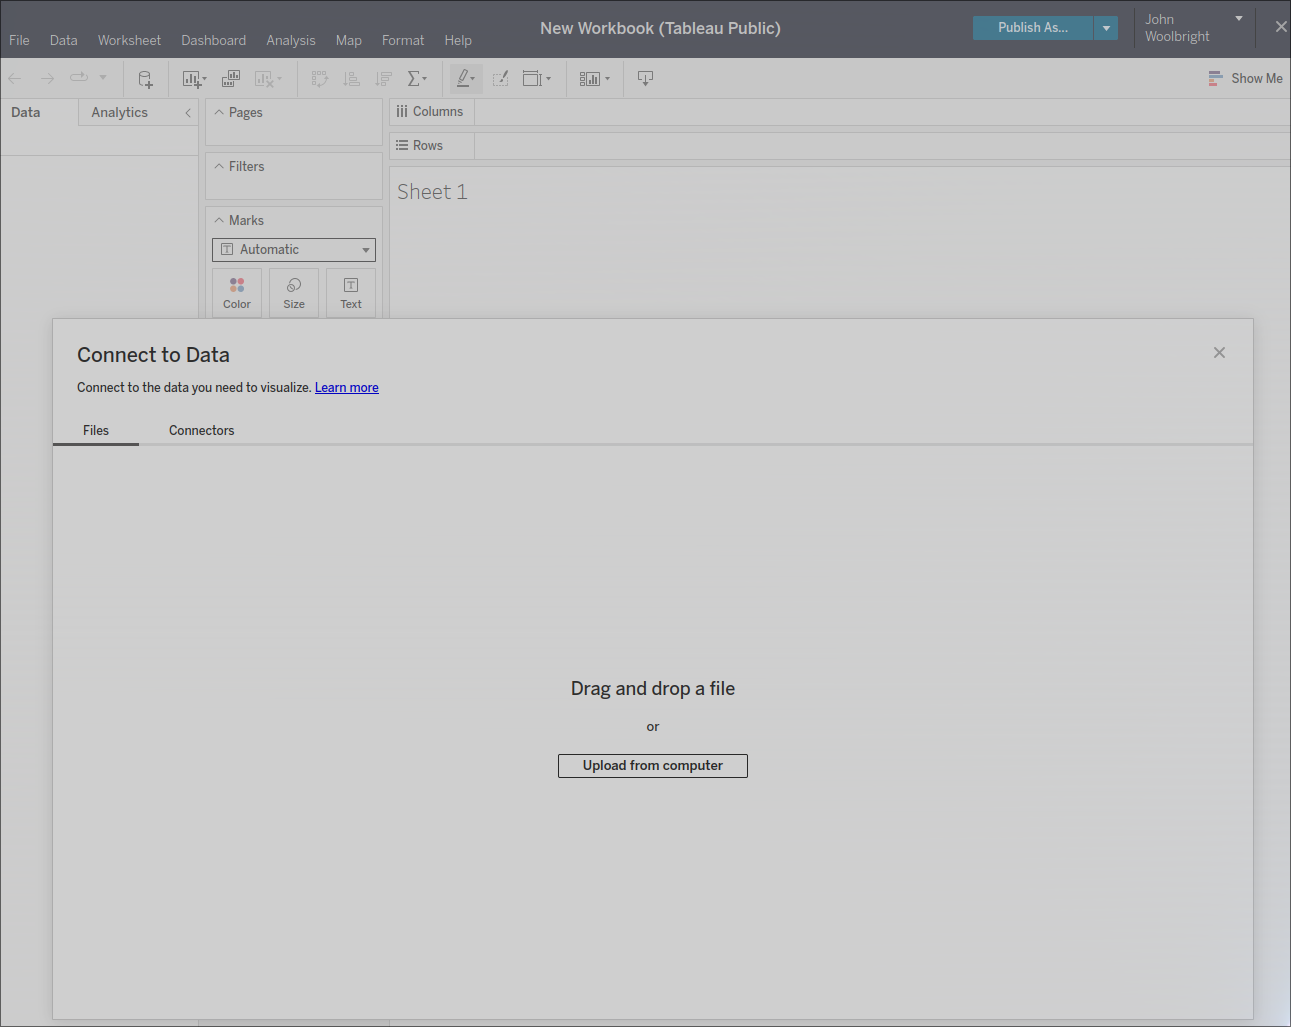 New Workbook (Tableau Public)
Publish As...
John
Woolbright
File Data Worksheet Dashboard Analysis Map Format Help
Show Me
Data Analytics
Pages
Columns
Rows
Filters
Sheet 1
Marks
Automatic
Color Size Text
Connect to Data
Connect to the data you need to visualize. Learn more
Files Connectors
Drag and drop a file
or
Upload from computer